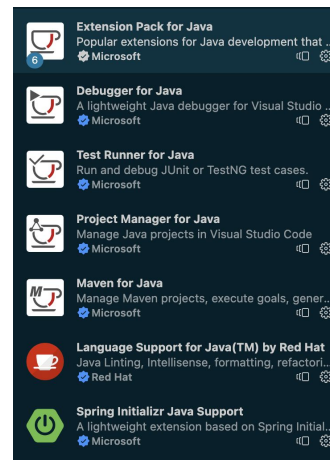 Extension Pack for Java
Popular extensions for Java development that ...
6
Microsoft
Debugger for Java
A lightweight Java debugger for Visual Studio ...
Microsoft
Test Runner for Java
Run and debug JUnit or TestNG test cases.
Microsoft
Project Manager for Java
Manage Java projects in Visual Studio Code
Microsoft
M
Maven for Java
Manage Maven projects, execute goals, gener...
Microsoft
Language Support for Java(TM) by Red Hat
Java Linting, Intellisense, formatting, refactori...
Red Hat
Spring Initializr Java Support
A lightweight extension based on Spring Initial...
Microsoft